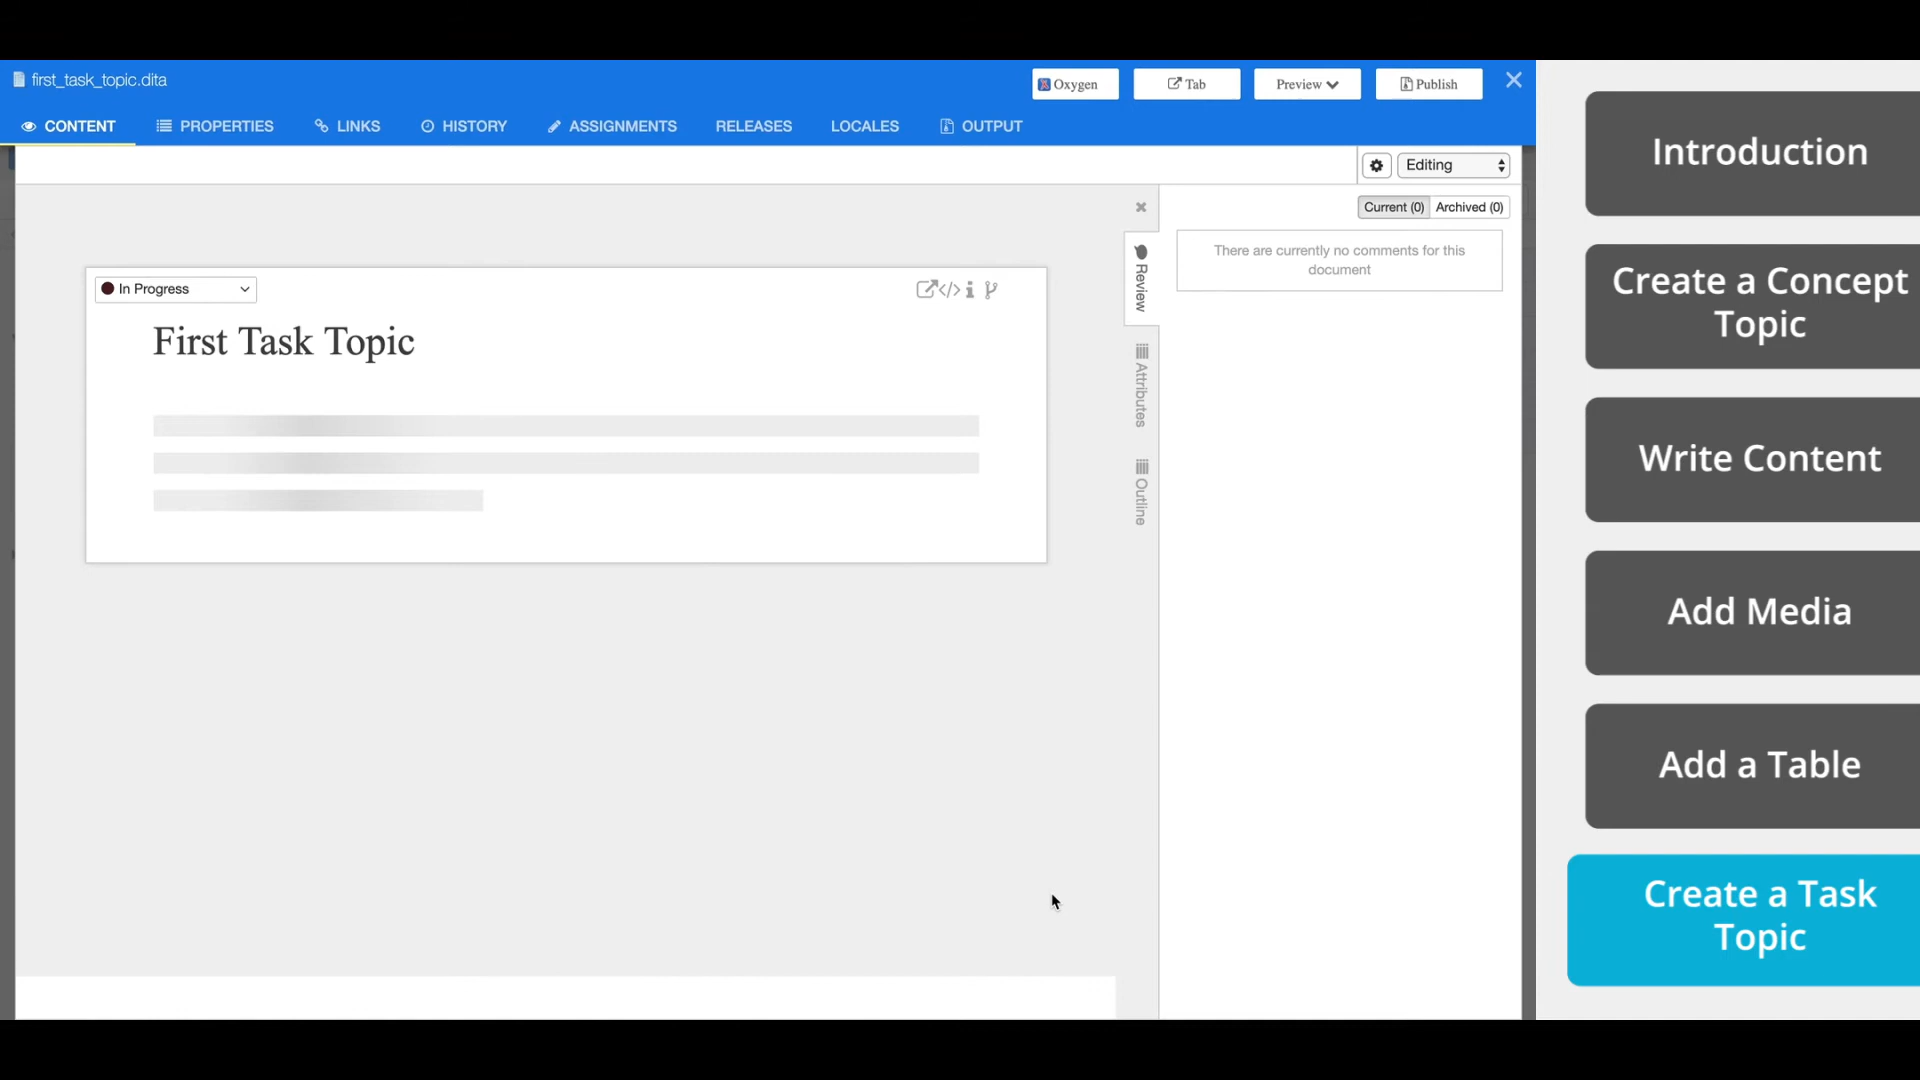 first_task_topic.dita
Oxygen
Tab
Preview
Publish
CONTENT
PROPERTIES
LINKS
HISTORY
ASSIGNMENTS
RELEASES
LOCALES
OUTPUT
Editing
Current (0)
Archived (0)
There are currently no comments for this
document
In Progress
First Task Topic
Review
Attributes
Outline
Introduction
Create a Concept
Topic
Write Content
Add Media
Add a Table
Create a Task
Topic